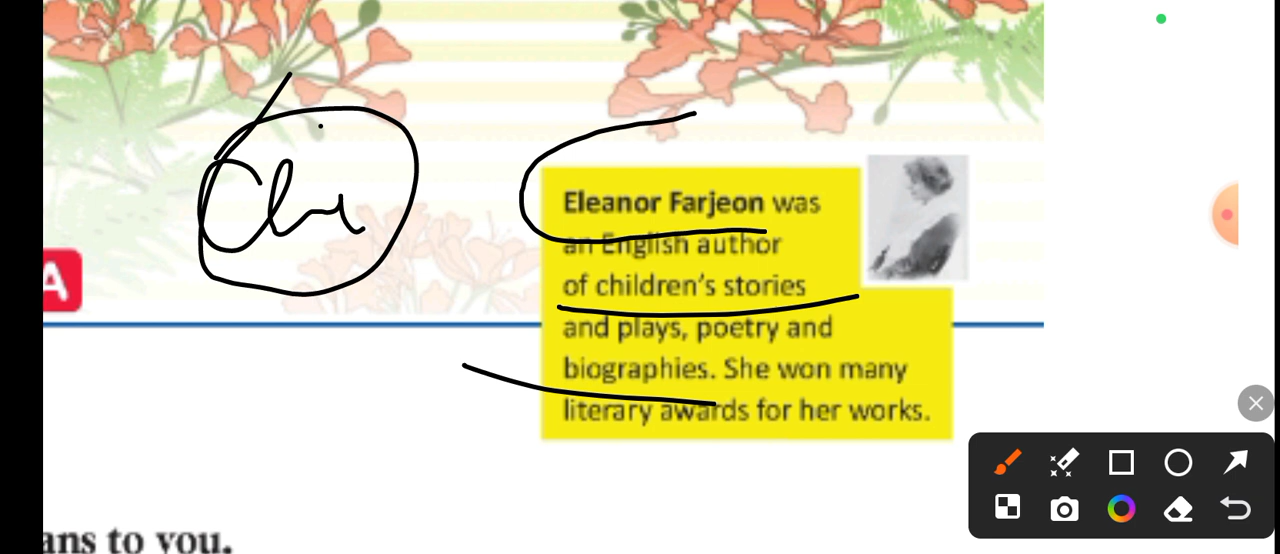 Eleanor Farjeon was
an English author
of children's stories
and plays, poetry and
biographies. She won many
literary awards for her works.
A
ans to you.